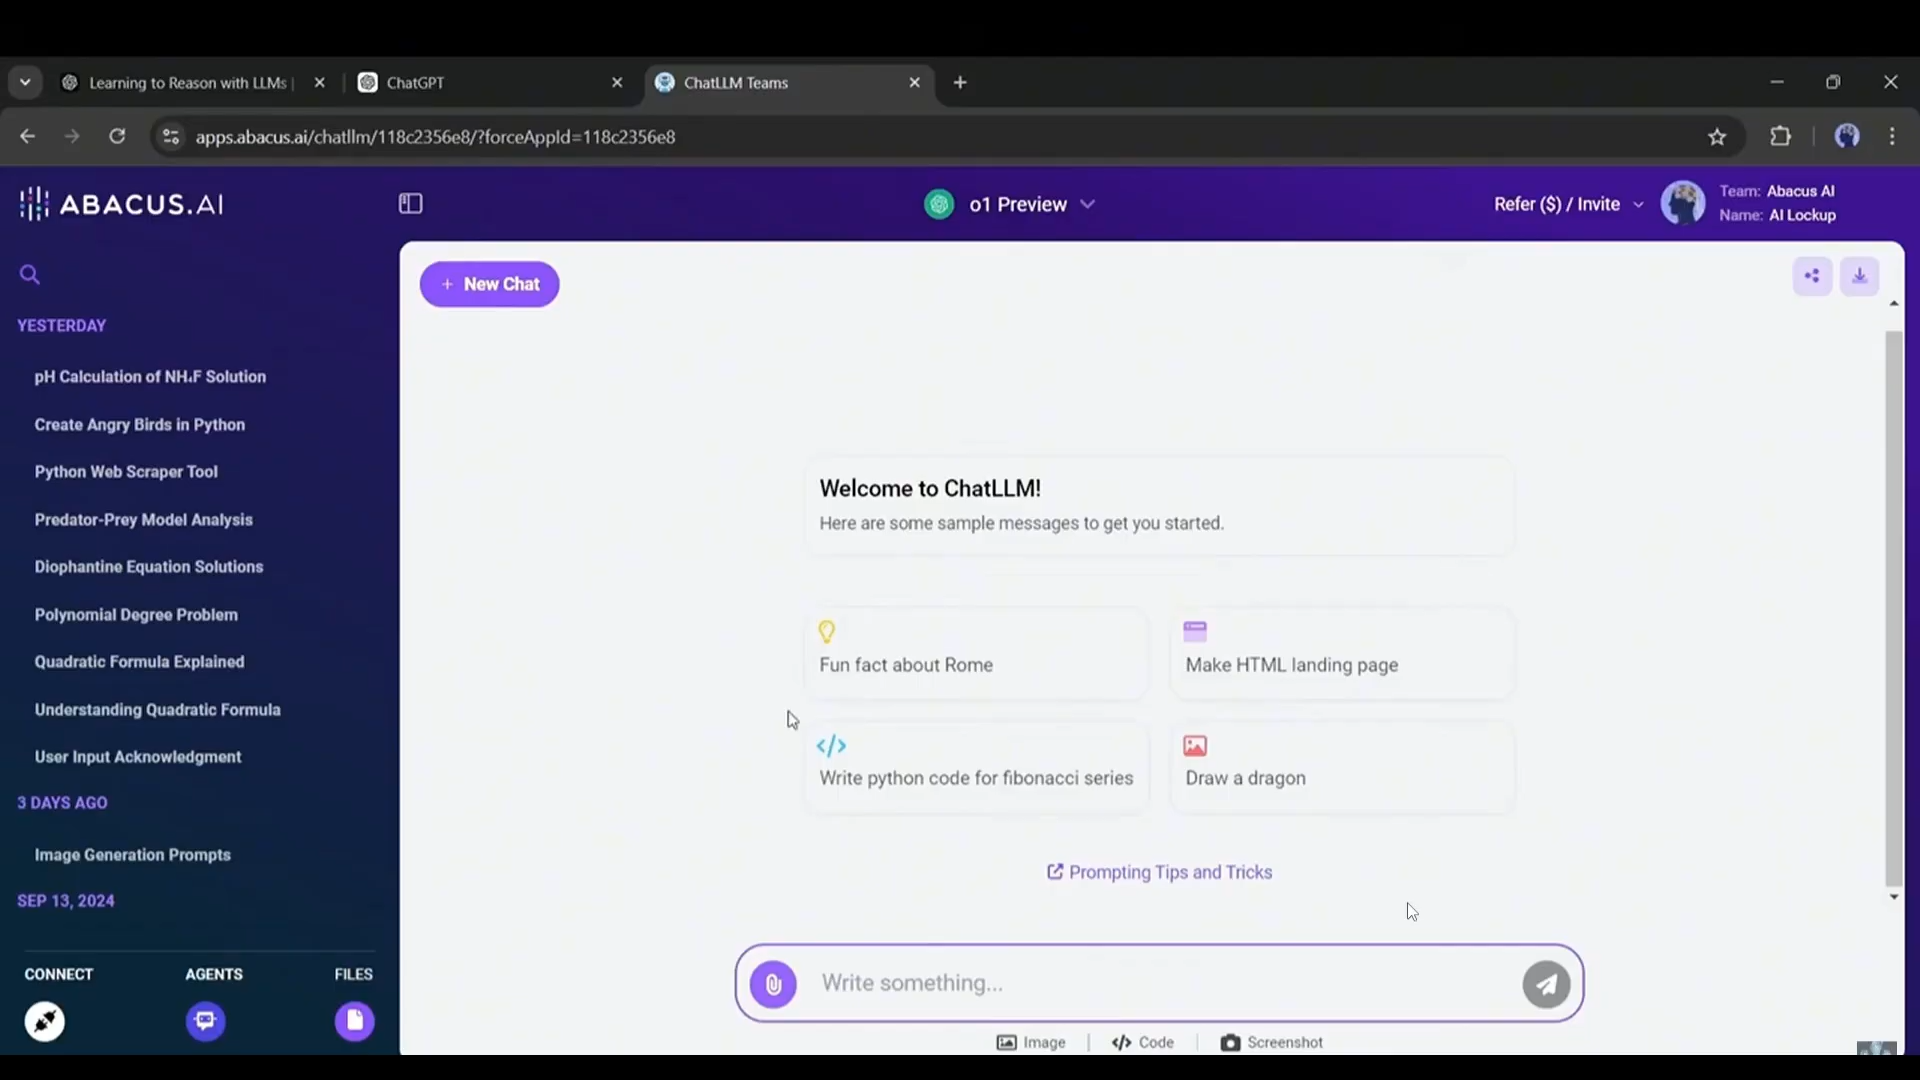 Learning to Reason with LLMs
ChatGPT
ChatLLM Teams
apps.abacus.ai/chatllm/118c2356e8/?forceAppId=118c2356e8
ABACUS.AI
o1 Preview
Refer ($) / Invite
Team: Abacus AI
Name: AI Lockup
+ New Chat
YESTERDAY
pH Calculation of NH₄F Solution
Create Angry Birds in Python
Python Web Scraper Tool
Predator-Prey Model Analysis
Diophantine Equation Solutions
Polynomial Degree Problem
Quadratic Formula Explained
Understanding Quadratic Formula
User Input Acknowledgment
3 DAYS AGO
Image Generation Prompts
SEP 13, 2024
CONNECT
AGENTS
FILES
Welcome to ChatLLM!
Here are some sample messages to get you started.
Fun fact about Rome
Make HTML landing page
Write python code for fibonacci series
Draw a dragon
Prompting Tips and Tricks
Write something...
Image
Code
Screenshot